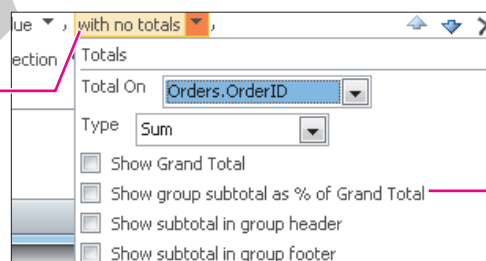 ue ▼ , with no totals ▼ ,
ection
Totals
Total On Orders.OrderID
Type Sum
Show Grand Total
Show group subtotal as % of Grand Total
Show subtotal in group header
Show subtotal in group footer